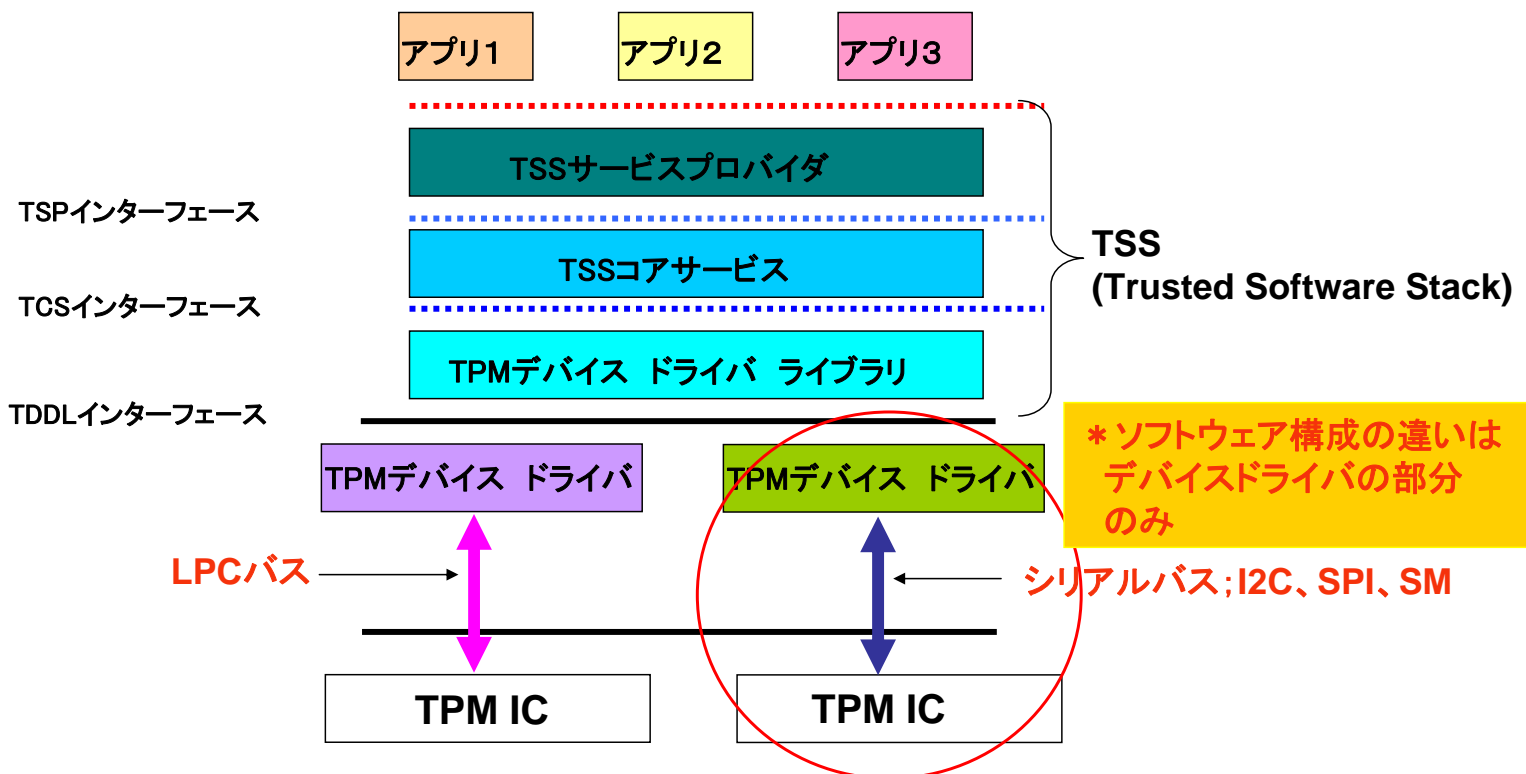 アプリ1
アプリ2
アプリ3
TSSサービスプロバイダ
TSPインターフェース
TSSコアサービス
TSS
(Trusted Software Stack)
TCSインターフェース
TPMデバイス ドライバ ライブラリ
TDDLインターフェース
*ソフトウェア構成の違いは
デバイスドライバの部分
のみ
TPMデバイス ドライバ
TPMデバイス ドライバ
LPCバス
シリアルバス;I2C、SPI、SM
TPM IC
TPM IC